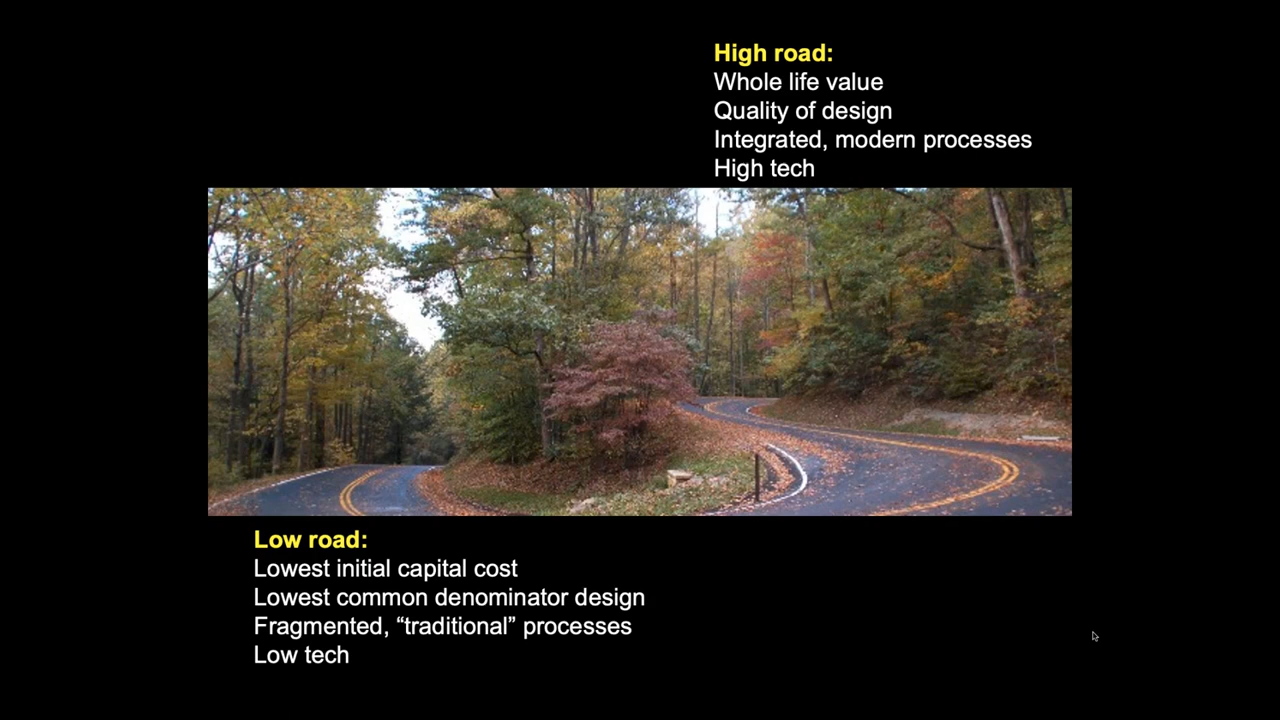 High road:
Whole life value
Quality of design
Integrated, modern processes
High tech
Low road:
Lowest initial capital cost
Lowest common denominator design
Fragmented, “traditional” processes
Low tech